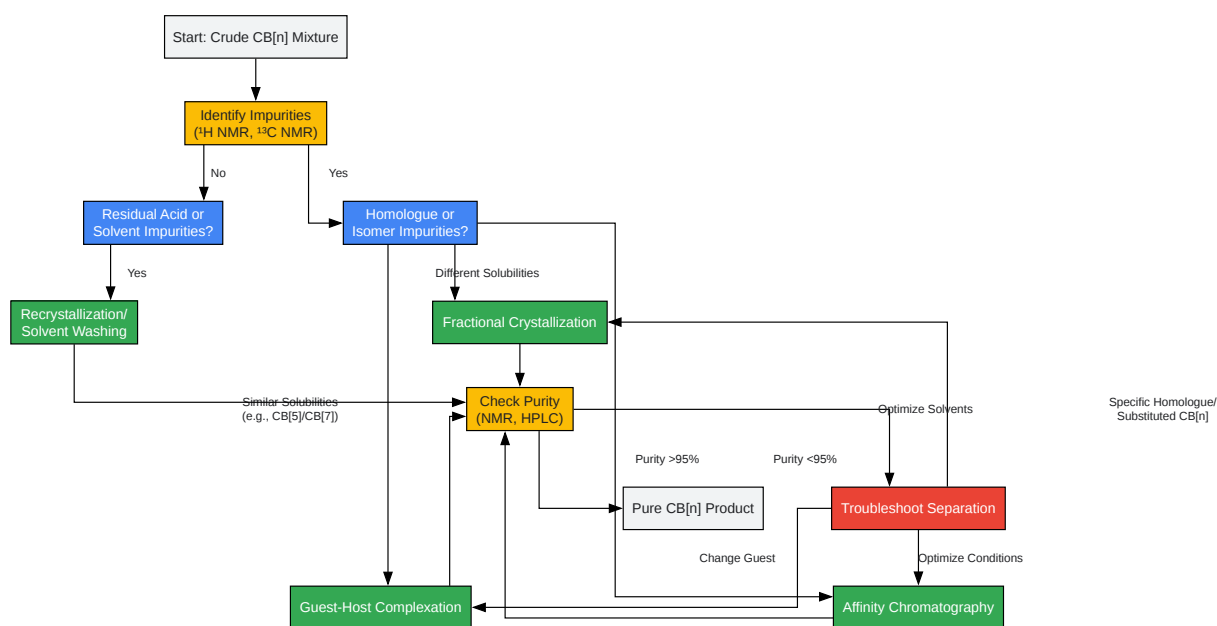 Start: Crude CB[n] Mixture
Identify Impurities
(¹H NMR, ¹³C NMR)
No
Yes
Residual Acid or
Solvent Impurities?
Homologue or
Isomer Impurities?
Yes
Different Solubilities
Recrystallization/
Solvent Washing
Fractional Crystallization
Similar Solubilities
(e.g., CB[5]/CB[7])
Check Purity
(NMR, HPLC)
Optimize Solvents
Specific Homologue/
Substituted CB[n]
Purity >95%
Purity <95%
Pure CB[n] Product
Troubleshoot Separation
Change Guest
Optimize Conditions
Guest-Host Complexation
Affinity Chromatography